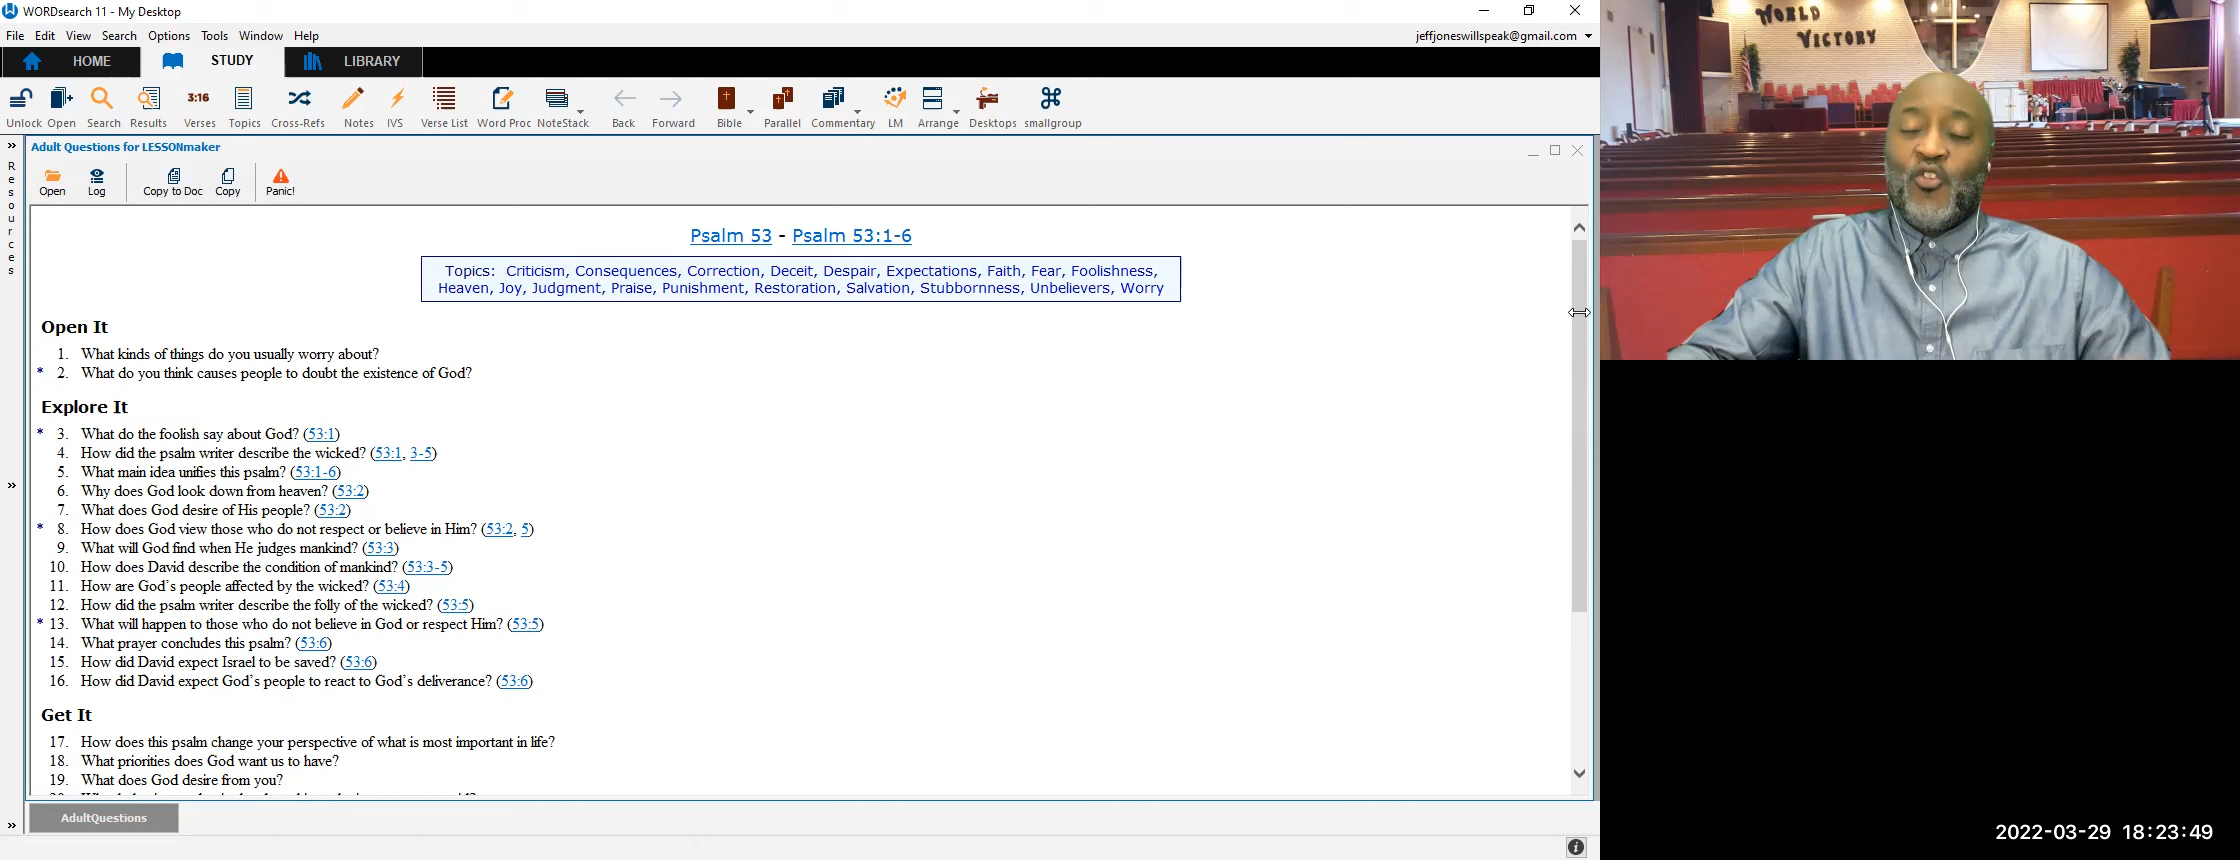 WORDsearch 11 - My Desktop
File Edit View Search Options Tools Window Help
jeffjoneswillspeak@gmail.com
HOME STUDY LIBRARY
3:16
Unlock Open Search Results Verses Topics Cross-Refs Notes IVS Verse List Word Proc NoteStack Back Forward Bible Parallel Commentary LM Arrange Desktops smallgroup
Resources
Adult Questions for LESSONmaker
Open Log Copy to Doc Copy Panic!
Psalm 53 - Psalm 53:1-6
Topics: Criticism, Consequences, Correction, Deceit, Despair, Expectations, Faith, Fear, Foolishness,
Heaven, Joy, Judgment, Praise, Punishment, Restoration, Salvation, Stubbornness, Unbelievers, Worry
Open It
1. What kinds of things do you usually worry about?
* 2. What do you think causes people to doubt the existence of God?
Explore It
* 3. What do the foolish say about God? (53:1)
4. How did the psalm writer describe the wicked? (53:1, 3-5)
5. What main idea unifies this psalm? (53:1-6)
6. Why does God look down from heaven? (53:2)
7. What does God desire of His people? (53:2)
* 8. How does God view those who do not respect or believe in Him? (53:2, 5)
9. What will God find when He judges mankind? (53:3)
10. How does David describe the condition of mankind? (53:3-5)
11. How are God's people affected by the wicked? (53:4)
12. How did the psalm writer describe the folly of the wicked? (53:5)
* 13. What will happen to those who do not believe in God or respect Him? (53:5)
14. What prayer concludes this psalm? (53:6)
15. How did David expect Israel to be saved? (53:6)
16. How did David expect God's people to react to God's deliverance? (53:6)
Get It
17. How does this psalm change your perspective of what is most important in life?
18. What priorities does God want us to have?
19. What does God desire from you?
AdultQuestions
WORLD
VICTORY
2022-03-29 18:23:49